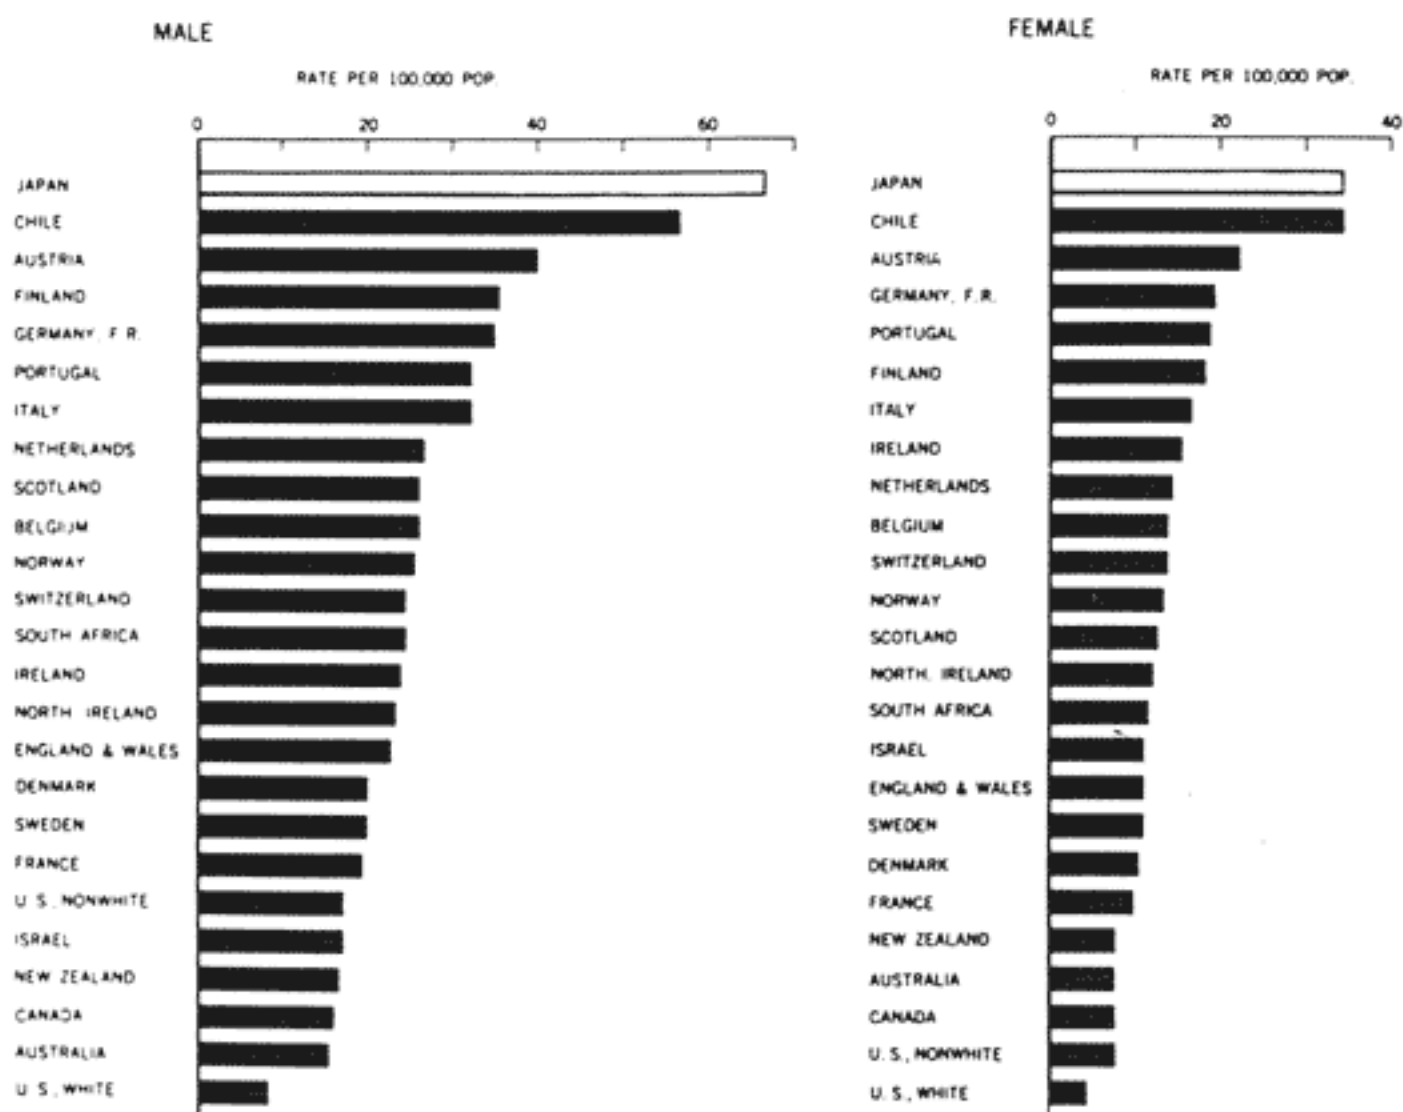 MALE
RATE PER 100,000 POP.
0 20 40 60
JAPAN
CHILE
AUSTRIA
FINLAND
GERMANY, F.R.
PORTUGAL
ITALY
NETHERLANDS
SCOTLAND
BELGIUM
NORWAY
SWITZERLAND
SOUTH AFRICA
IRELAND
NORTH IRELAND
ENGLAND & WALES
DENMARK
SWEDEN
FRANCE
U.S., NONWHITE
ISRAEL
NEW ZEALAND
CANADA
AUSTRALIA
U.S., WHITE
FEMALE
RATE PER 100,000 POP.
0 20 40
JAPAN
CHILE
AUSTRIA
GERMANY, F.R.
PORTUGAL
FINLAND
ITALY
IRELAND
NETHERLANDS
BELGIUM
SWITZERLAND
NORWAY
SCOTLAND
NORTH. IRELAND
SOUTH AFRICA
ISRAEL
ENGLAND & WALES
SWEDEN
DENMARK
FRANCE
NEW ZEALAND
AUSTRALIA
CANADA
U.S., NONWHITE
U.S., WHITE